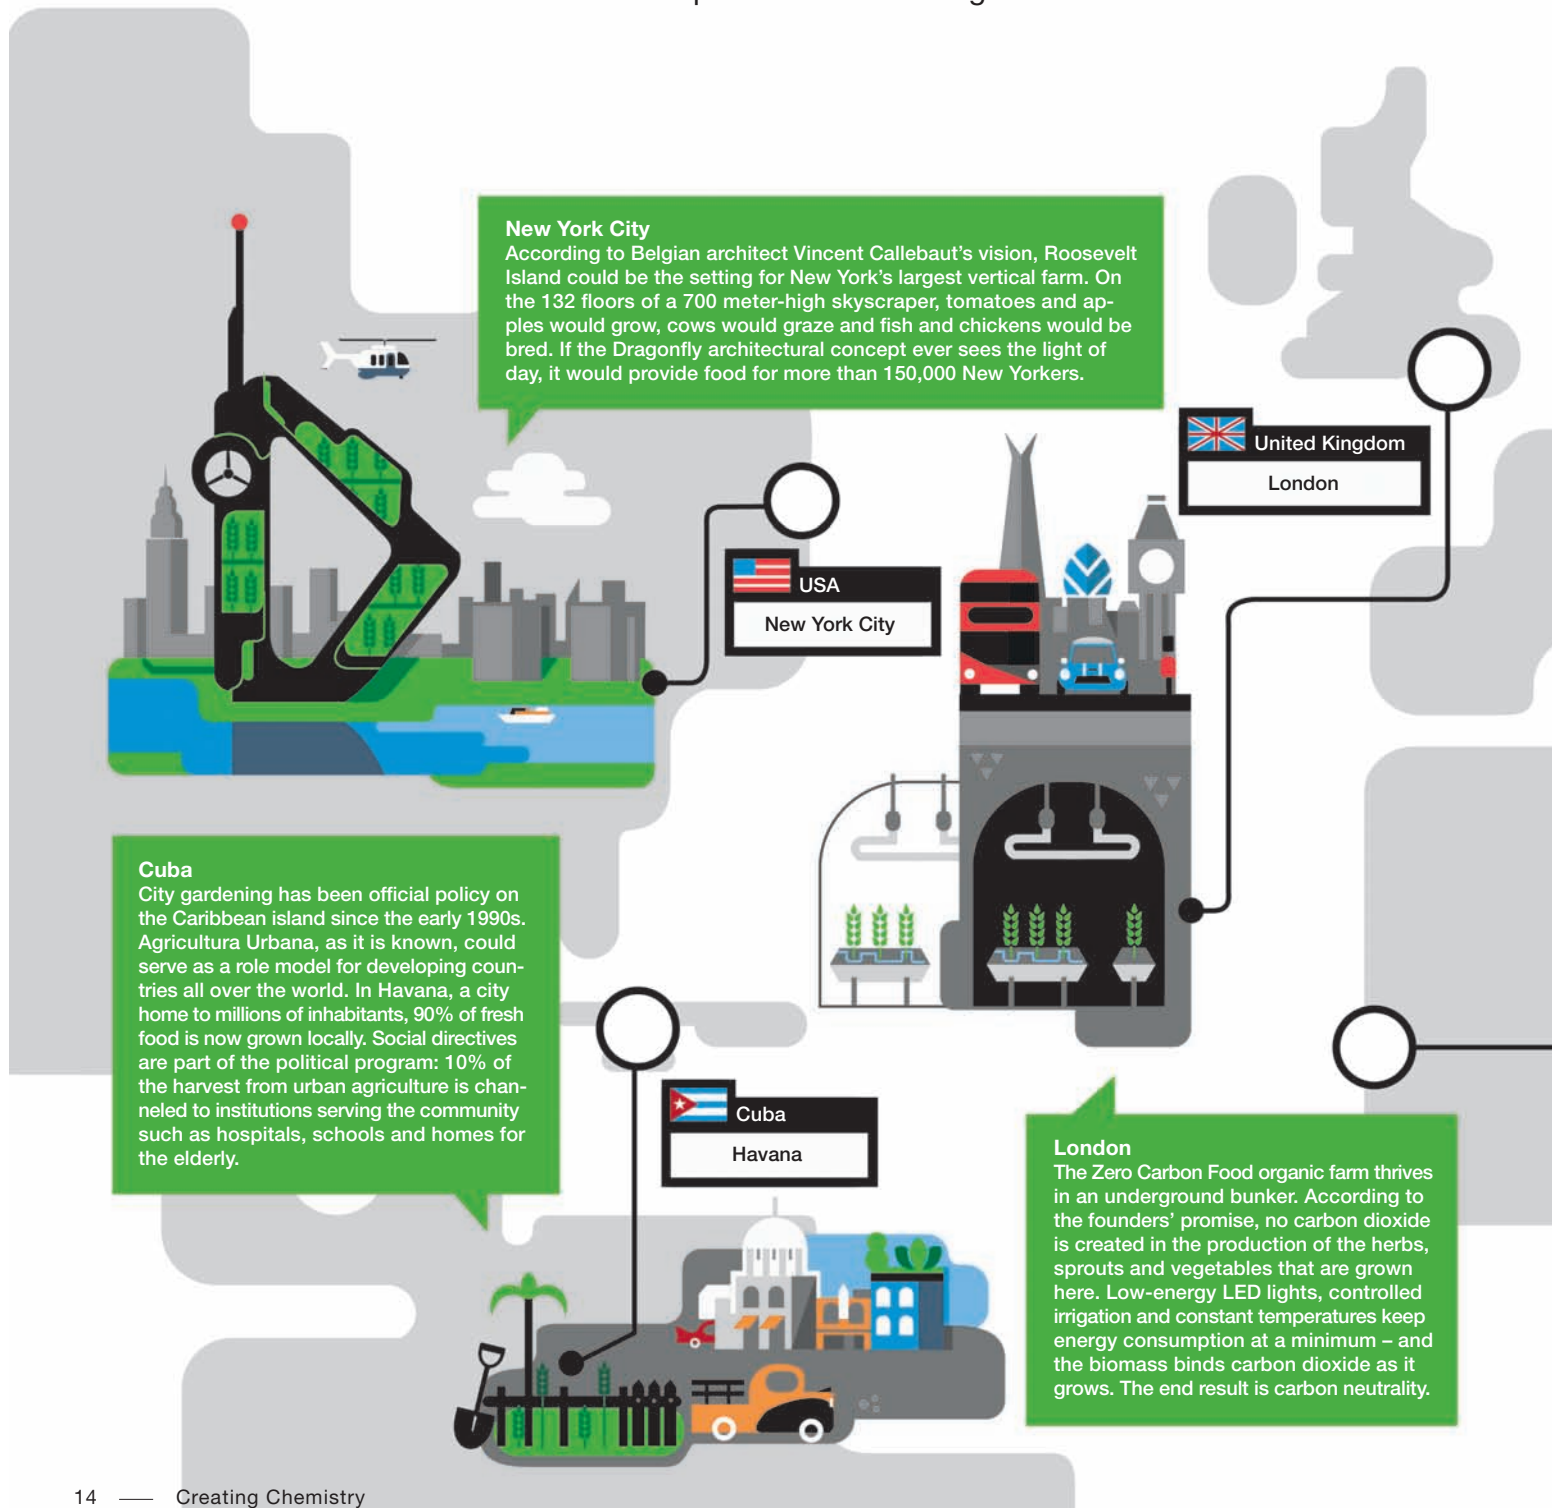 New York City
According to Belgian architect Vincent Callebaut’s vision, Roosevelt
Island could be the setting for New York’s largest vertical farm. On
the 132 floors of a 700 meter-high skyscraper, tomatoes and ap-
ples would grow, cows would graze and fish and chickens would be
bred. If the Dragonfly architectural concept ever sees the light of
day, it would provide food for more than 150,000 New Yorkers.
United Kingdom
London
USA
New York City
Cuba
City gardening has been official policy on
the Caribbean island since the early 1990s.
Agricultura Urbana, as it is known, could
serve as a role model for developing coun-
tries all over the world. In Havana, a city
home to millions of inhabitants, 90% of fresh
food is now grown locally. Social directives
are part of the political program: 10% of
the harvest from urban agriculture is chan-
neled to institutions serving the community
such as hospitals, schools and homes for
the elderly.
Cuba
Havana
London
The Zero Carbon Food organic farm thrives
in an underground bunker. According to
the founders’ promise, no carbon dioxide
is created in the production of the herbs,
sprouts and vegetables that are grown
here. Low-energy LED lights, controlled
irrigation and constant temperatures keep
energy consumption at a minimum – and
the biomass binds carbon dioxide as it
grows. The end result is carbon neutrality.
14 — Creating Chemistry